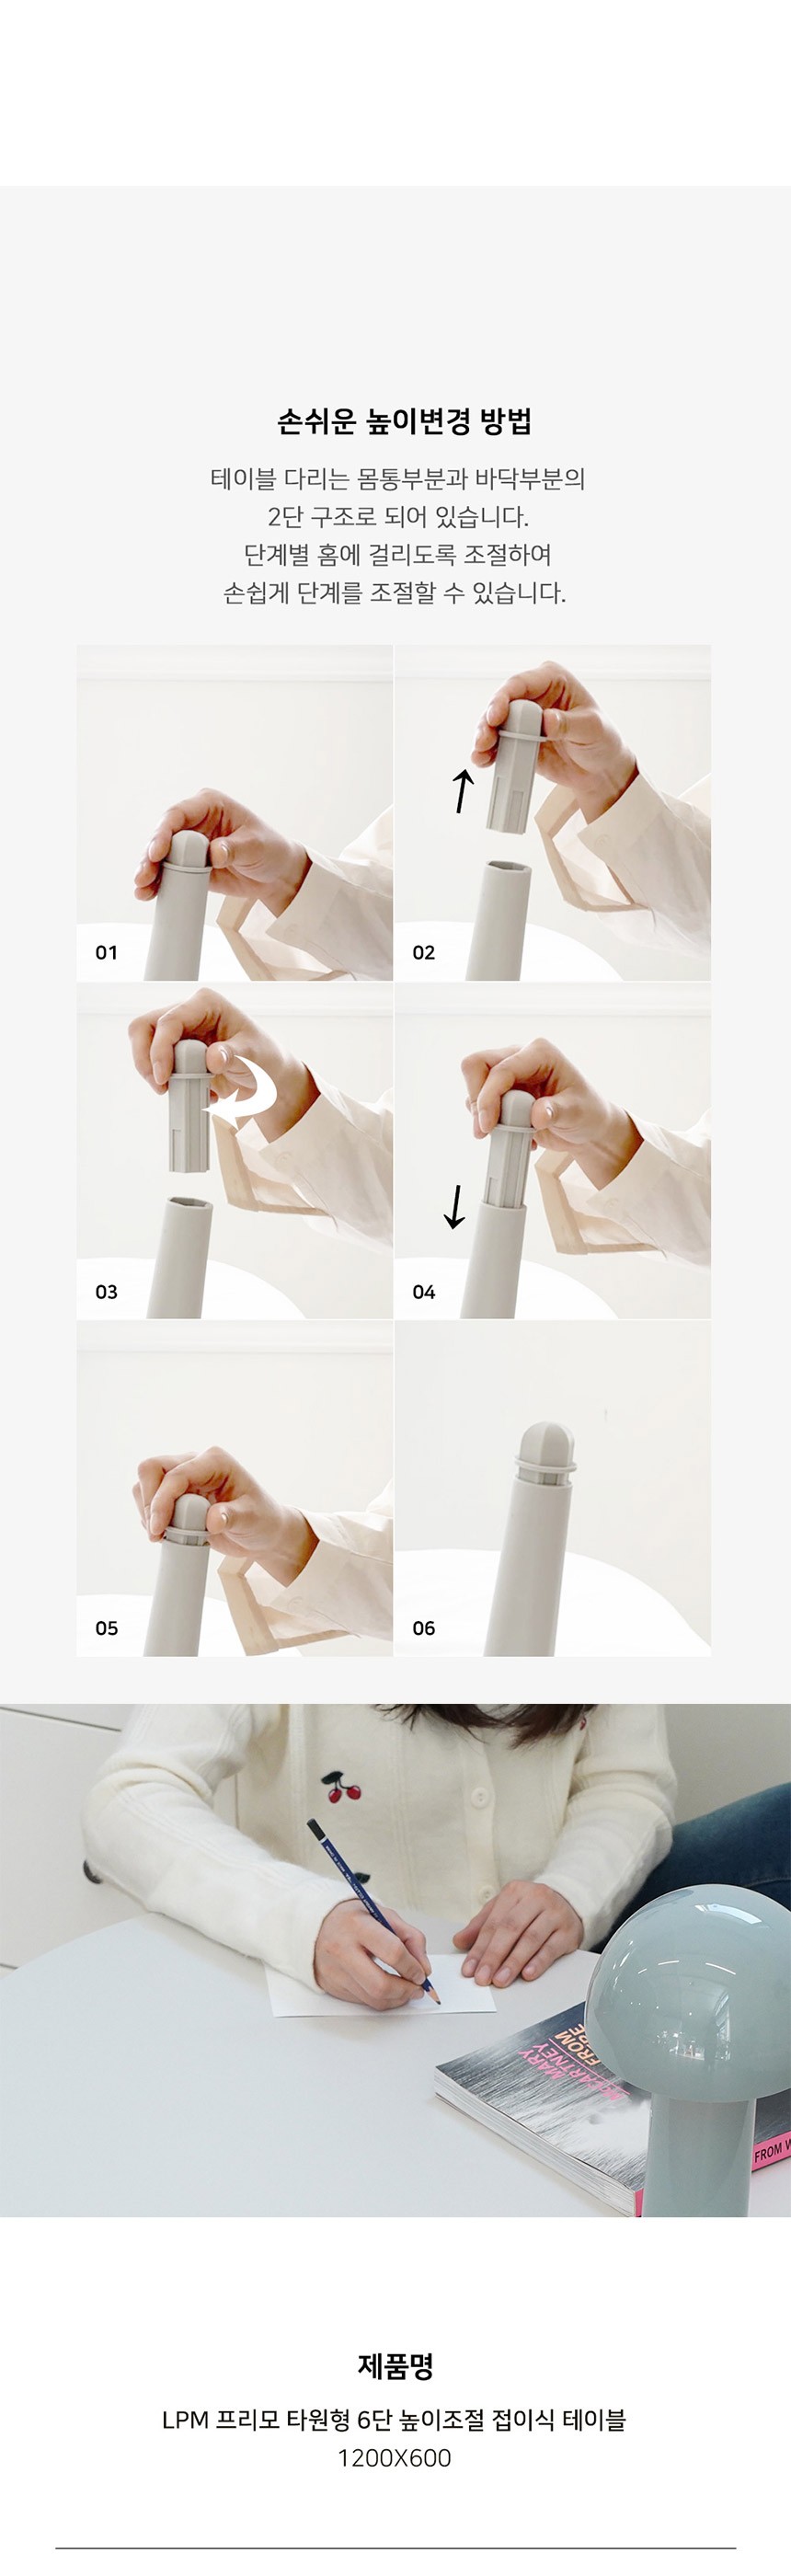 손쉬운 높이변경 방법
테이블 다리는 몸통부분과 바닥부분의
2단 구조로 되어 있습니다.
단계별 홈에 걸리도록 조절하여
손쉽게 단계를 조절할 수 있습니다.
01
02
03
04
05
06
MARY
McCARTNEY
FROM
FROM W
제품명
LPM 프리모 타원형 6단 높이조절 접이식 테이블
1200X600